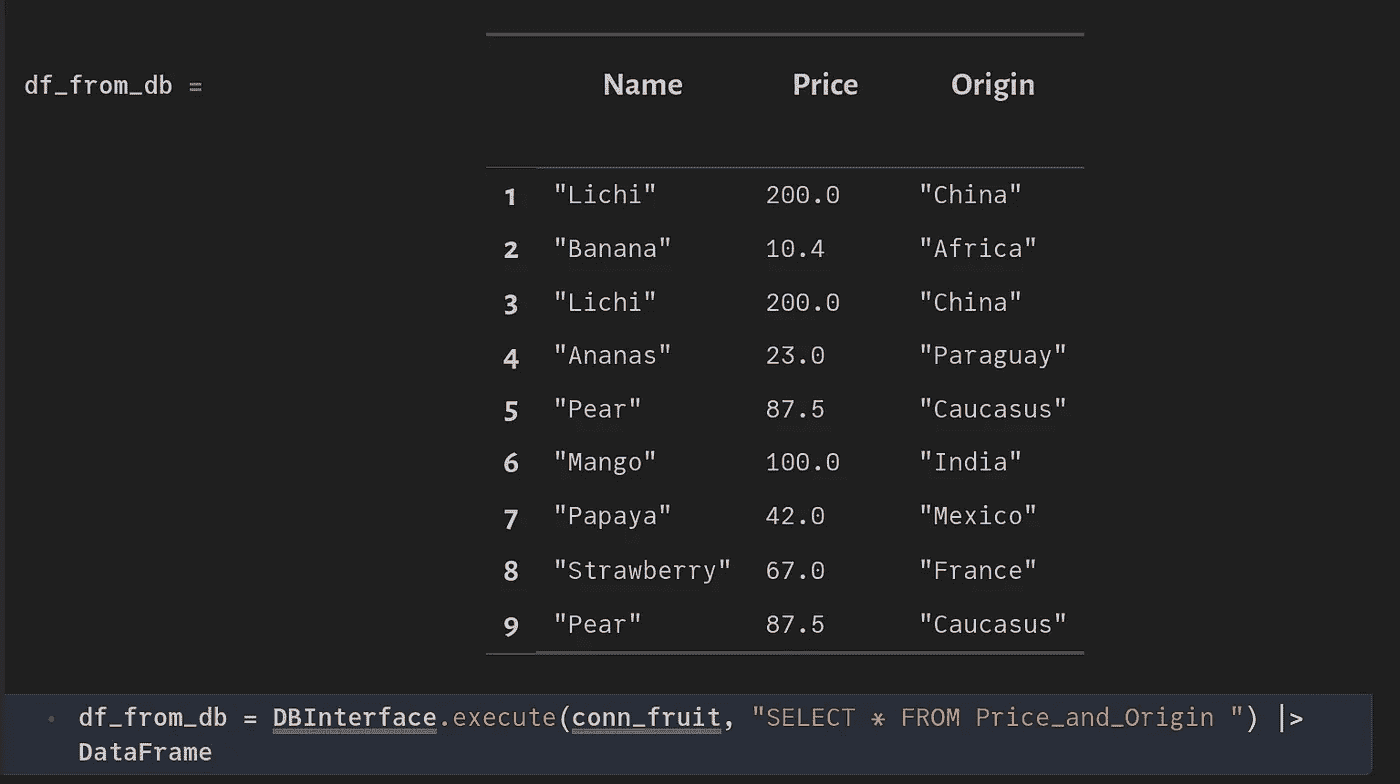 df_from_db =
Name Price Origin
1 "Lichi" 200.0 "China"
2 "Banana" 10.4 "Africa"
3 "Lichi" 200.0 "China"
4 "Ananas" 23.0 "Paraguay"
5 "Pear" 87.5 "Caucasus"
6 "Mango" 100.0 "India"
7 "Papaya" 42.0 "Mexico"
8 "Strawberry" 67.0 "France"
9 "Pear" 87.5 "Caucasus"
df_from_db = DBInterface.execute(conn_fruit, "SELECT * FROM Price_and_Origin ") |>
DataFrame